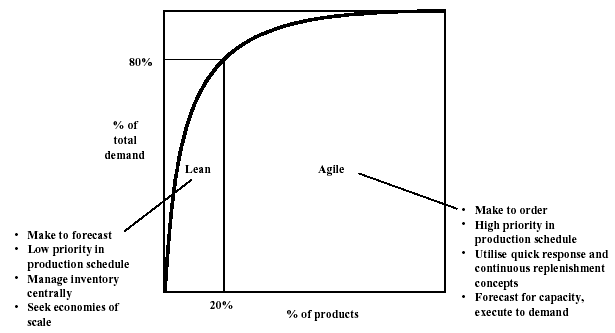 80%
% of
total
demand
Lean
Agile
• Make to forecast
• Low priority in
production schedule
• Manage inventory
centrally
• Seek economies of
scale
• Make to order
• High priority in
production schedule
• Utilise quick response and
continuous replenishment
concepts
• Forecast for capacity,
execute to demand
20%
% of products